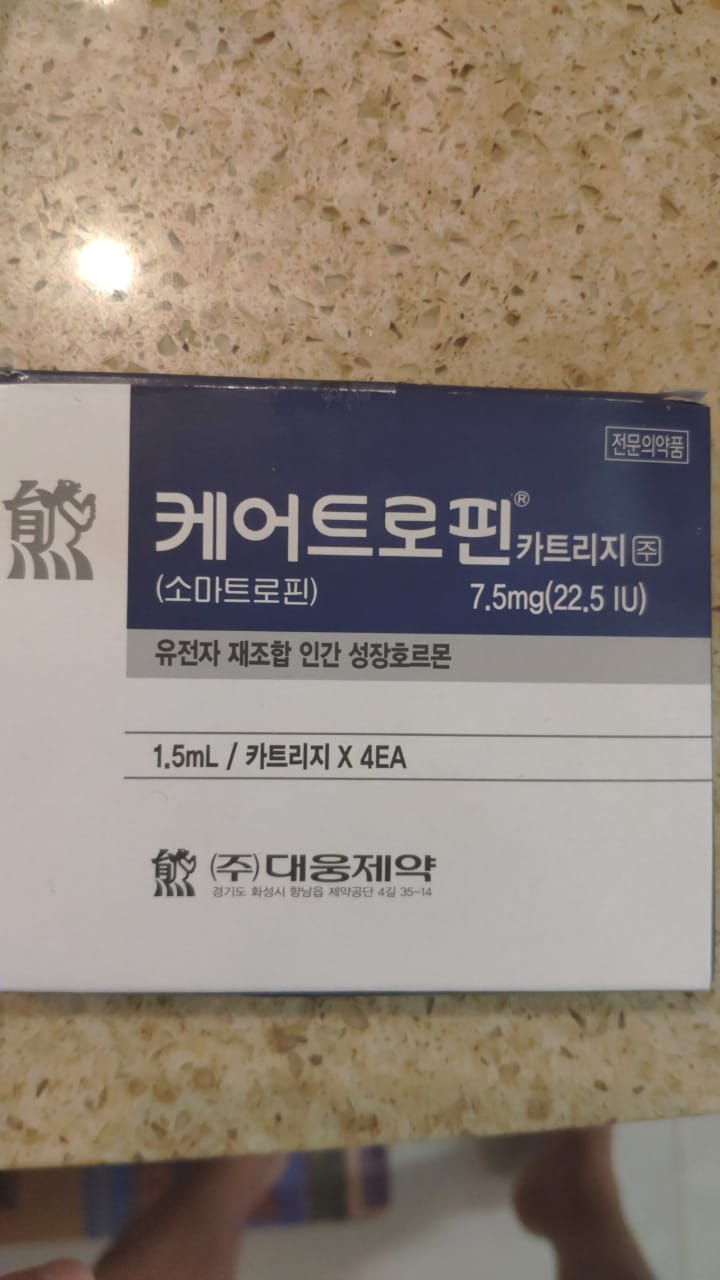 전문의약품
케어트로핀® 카트리지 주
(소마트로핀) 7.5mg(22.5 IU)
유전자 재조합 인간 성장호르몬
1.5mL / 카트리지 X 4EA
(주)대웅제약
경기도 화성시 향남읍 제약공단 4길 35-14